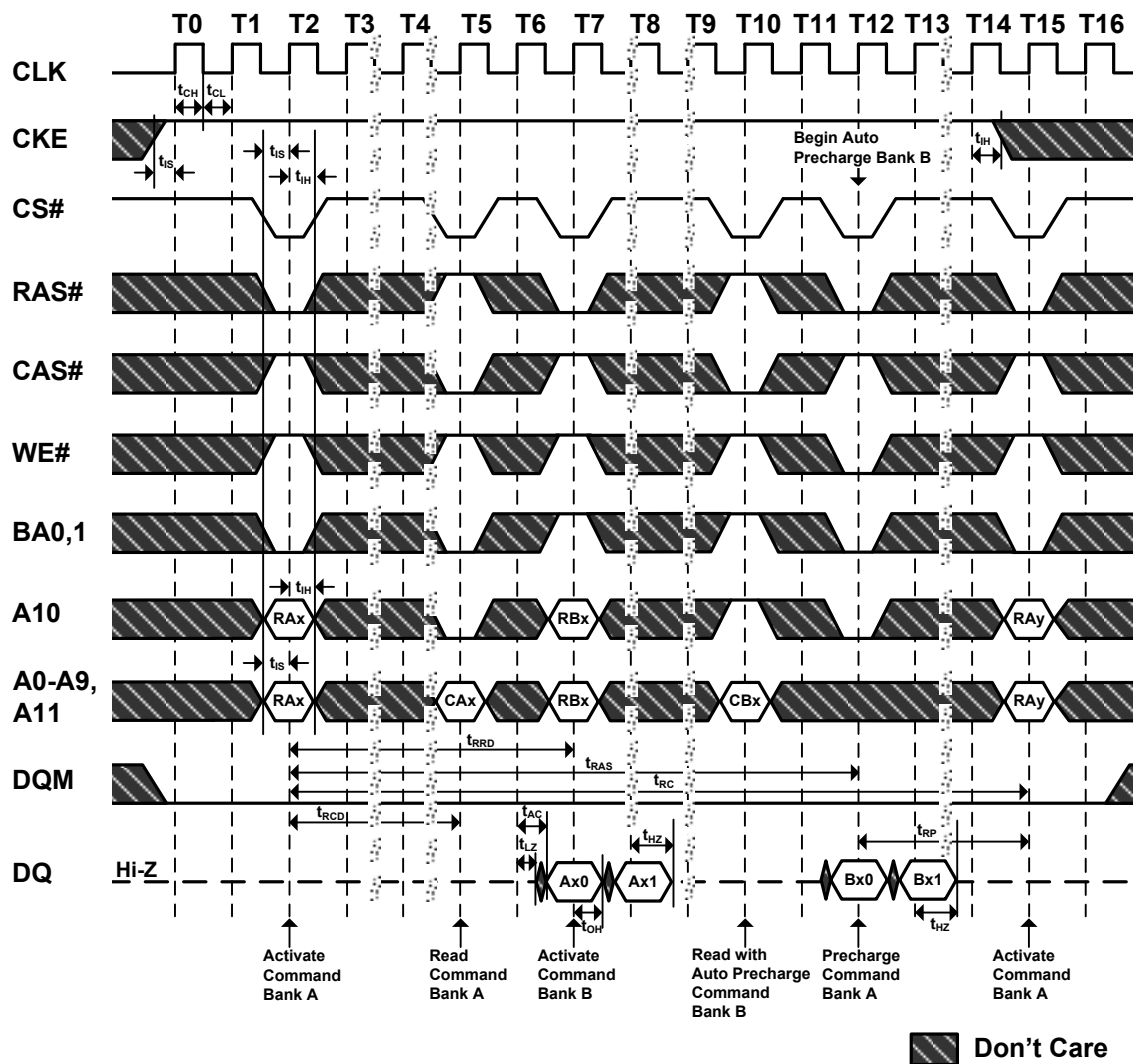 T0 T1 T2 T3 T4 T5 T6 T7 T8 T9 T10 T11 T12 T13 T14 T15 T16
CLK
tCH tCL
CKE
tIS
tIS
tIH
Begin Auto
Precharge Bank B
tIH
CS#
RAS#
CAS#
WE#
BA0,1
tIH
A10
RAx RBx RAy
tIS
A0-A9,
A11
RAx CAx RBx CBx RAy
tRRD
tRAS
DQM
tRC
tRCD
tAC
tLZ
tHZ
tRP
DQ
Hi-Z
Ax0 Ax1 Bx0 Bx1
tOH
tHZ
Activate
Command
Bank A
Read
Command
Bank A
Activate
Command
Bank B
Read with
Auto Precharge
Command
Bank B
Precharge
Command
Bank A
Activate
Command
Bank A
Don't Care